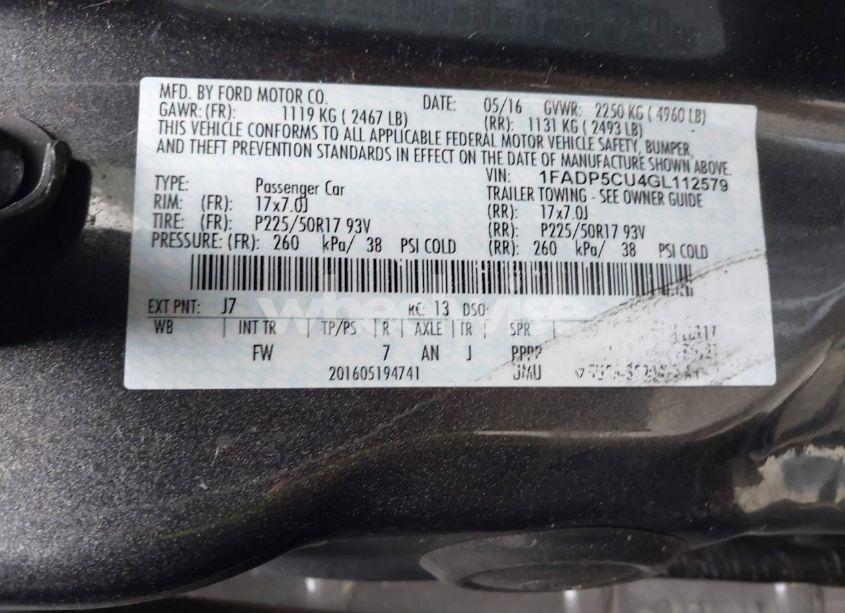 MFD. BY FORD MOTOR CO. DATE: 05/16 GVWR: 2250 KG ( 4960 LB)
GAWR: (FR): 1119 KG ( 2467 LB) (RR): 1131 KG ( 2493 LB)
THIS VEHICLE CONFORMS TO ALL APPLICABLE FEDERAL MOTOR VEHICLE SAFETY, BUMPER,
AND THEFT PREVENTION STANDARDS IN EFFECT ON THE DATE OF MANUFACTURE SHOWN ABOVE.
VIN: 1FADP5CU4GL112579
TYPE: Passenger Car TRAILER TOWING - SEE OWNER GUIDE
RIM: (FR): 17x7.0J (RR): 17x7.0J
TIRE: (FR): P225/50R17 93V (RR): P225/50R17 93V
PRESSURE: (FR): 260 kPa/ 38 PSI COLD (RR): 260 kPa/ 38 PSI COLD
EXT PNT: J7 RC: 13 DSO:
WB INT TR TP/PS R AXLE TR SPR
FW 7 AN J PPPP
201605194741 JMU